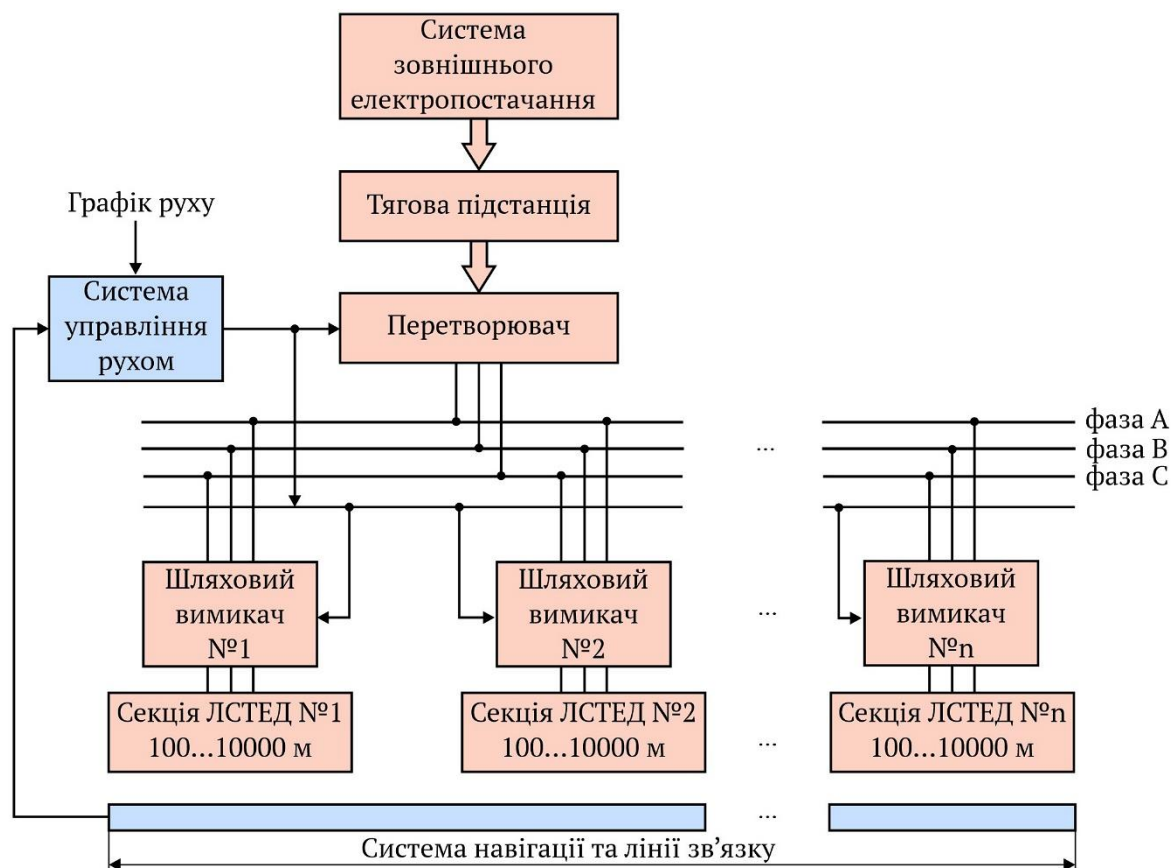 Система
зовнішнього
електропостачання
Тягова підстанція
Графік руху
Система
управління
рухом
Перетворювач
фаза A
фаза B
фаза C
...
Шляховий
вимикач
№1
Шляховий
вимикач
№2
...
Шляховий
вимикач
№n
Секція ЛСТЕД №1
100...10000 м
Секція ЛСТЕД №2
100...10000 м
...
Секція ЛСТЕД №n
100...10000 м
...
Система навігації та лінії зв’язку